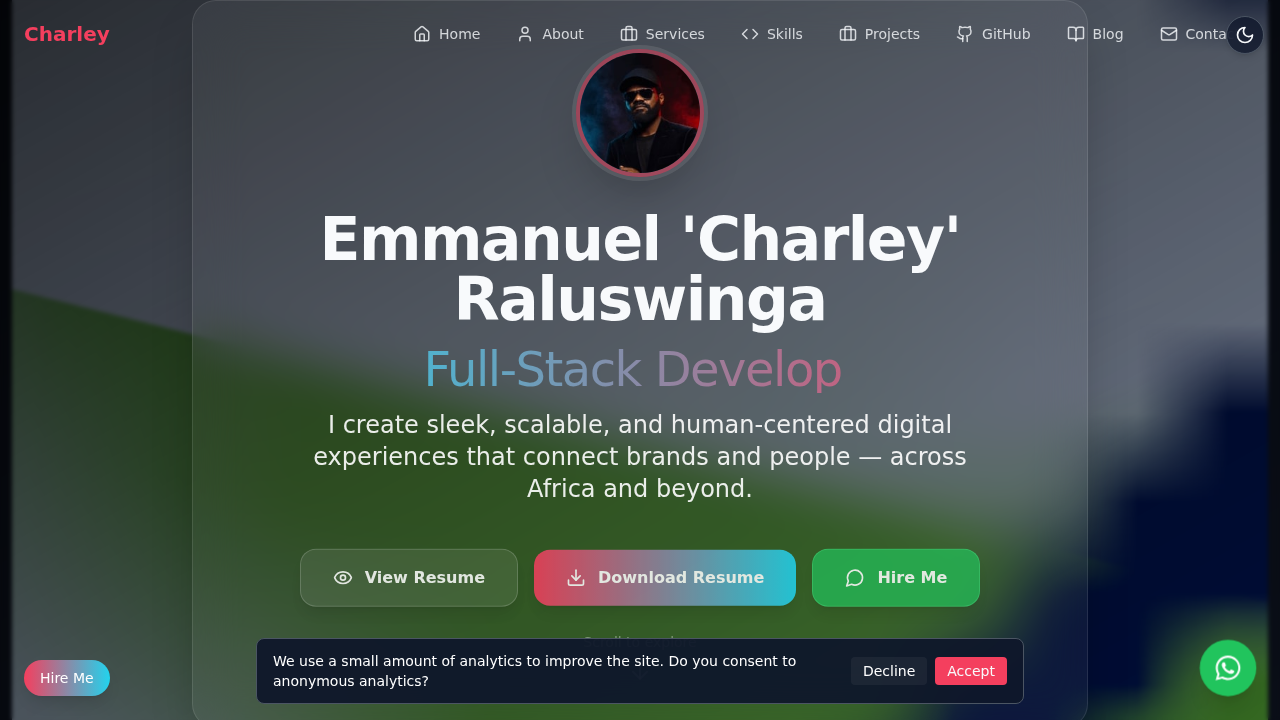 Charley
Home
About
Services
Skills
Projects
GitHub
Blog
Conta
Emmanuel 'Charley'
Raluswinga
Full-Stack Develop
I create sleek, scalable, and human-centered digital
experiences that connect brands and people — across
Africa and beyond.
View Resume
Download Resume
Hire Me
We use a small amount of analytics to improve the site. Do you consent to
anonymous analytics?
Decline
Accept
Hire Me